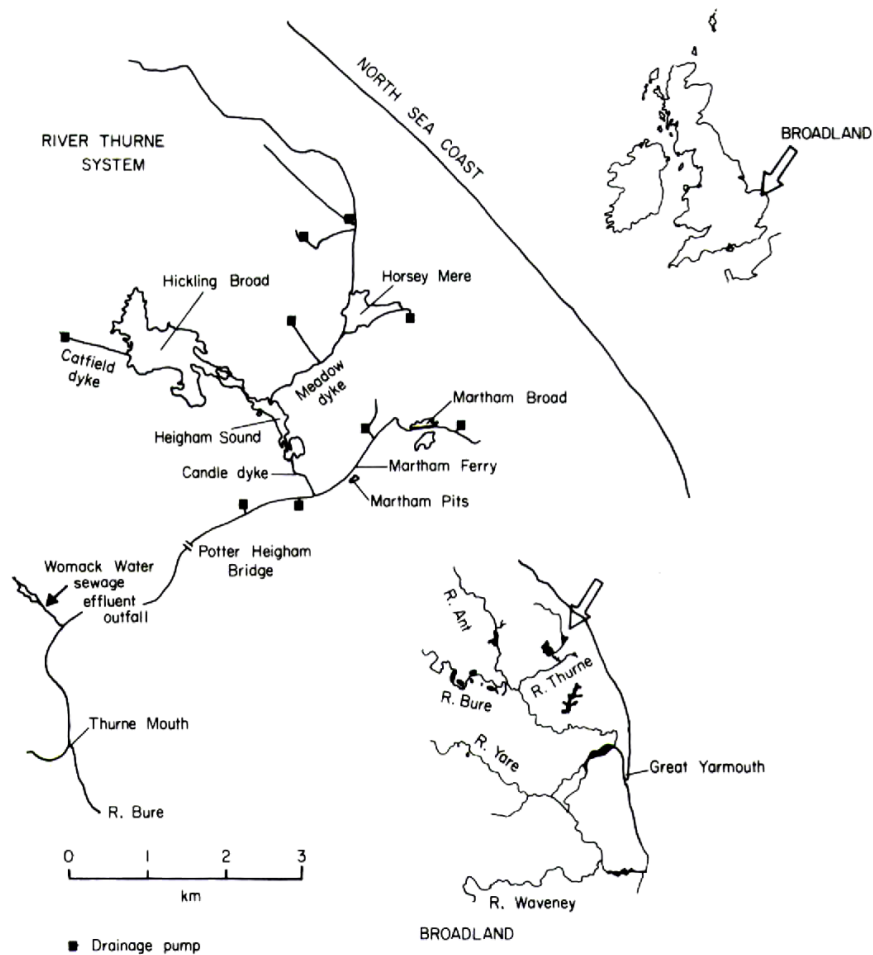 NORTH SEA COAST
RIVER THURNE
SYSTEM
BROADLAND
Hickling Broad
Horsey Mere
Catfield
dyke
Meadow
dyke
Martham Broad
Heigham Sound
Candle dyke
Martham Ferry
Martham Pits
Potter Heigham
Bridge
Womack Water
sewage
effluent
outfall
Thurne Mouth
R. Bure
0 1 2 3
km
Drainage pump
R. Ant
R. Thurne
R. Bure
R. Yare
Great Yarmouth
R. Waveney
BROADLAND